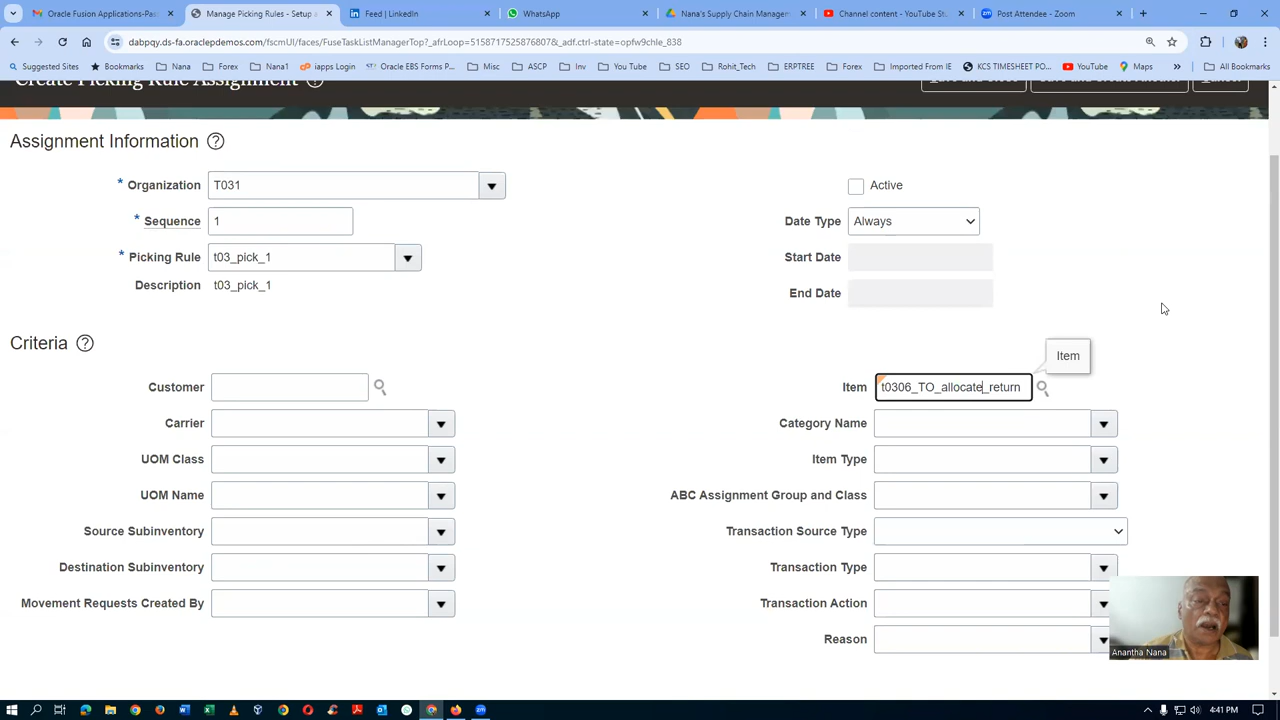 Oracle Fusion Applications-Pas
Manage Picking Rules - Setup a
Feed | LinkedIn
WhatsApp
Nana's Supply Chain Managem
Channel content - YouTube St
Post Attendee - Zoom
dabpqy.ds-fa.oraclepdemos.com/fscmUI/faces/FuseTaskListManagerTop?_afrLoop=51587175258768078&_adf.ctrl-state=opfw9chle_838
Suggested Sites
Bookmarks
Nana
Forex
Nana1
iapps Login
Oracle EBS Forms P...
Misc
ASCP
Inv
You Tube
SEO
Rohit_Tech
ERPTREE
Forex
Imported From IE
KCS TIMESHEET PO...
YouTube
Maps
All Bookmarks
Create Picking Rule Assignment
Assignment Information
* Organization T031
Active
* Sequence 1
Date Type Always
* Picking Rule t03_pick_1
Start Date
Description t03_pick_1
End Date
Criteria
Item
Customer
Item t0306_TO_allocate_return
Carrier
Category Name
UOM Class
Item Type
UOM Name
ABC Assignment Group and Class
Source Subinventory
Transaction Source Type
Destination Subinventory
Transaction Type
Movement Requests Created By
Transaction Action
Reason
Anantha Nana
4:41 PM